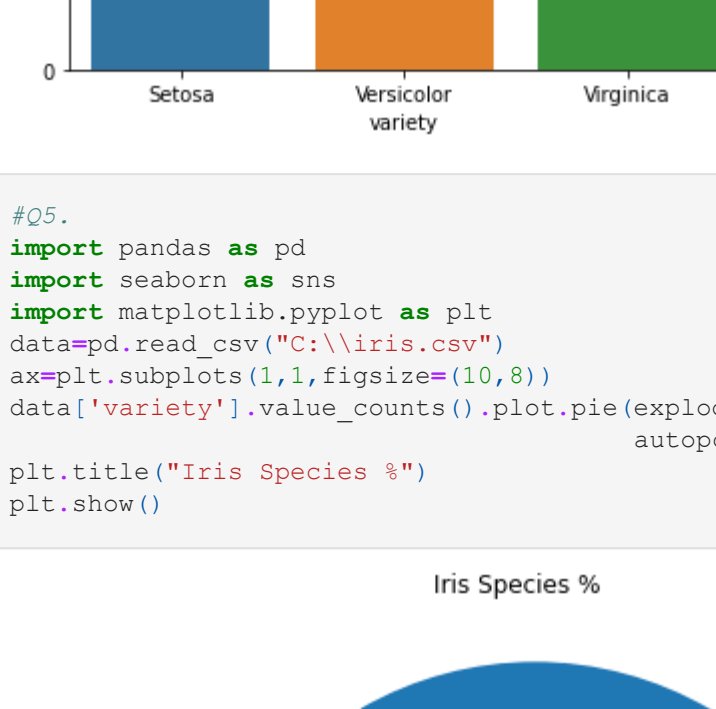 0
Setosa Versicolor Virginica
variety
#Q5.
import pandas as pd
import seaborn as sns
import matplotlib.pyplot as plt
data=pd.read_csv("C:\\iris.csv")
ax=plt.subplots(1,1,figsize=(10,8))
data['variety'].value_counts().plot.pie(explo
autop
plt.title("Iris Species %")
plt.show()
Iris Species %